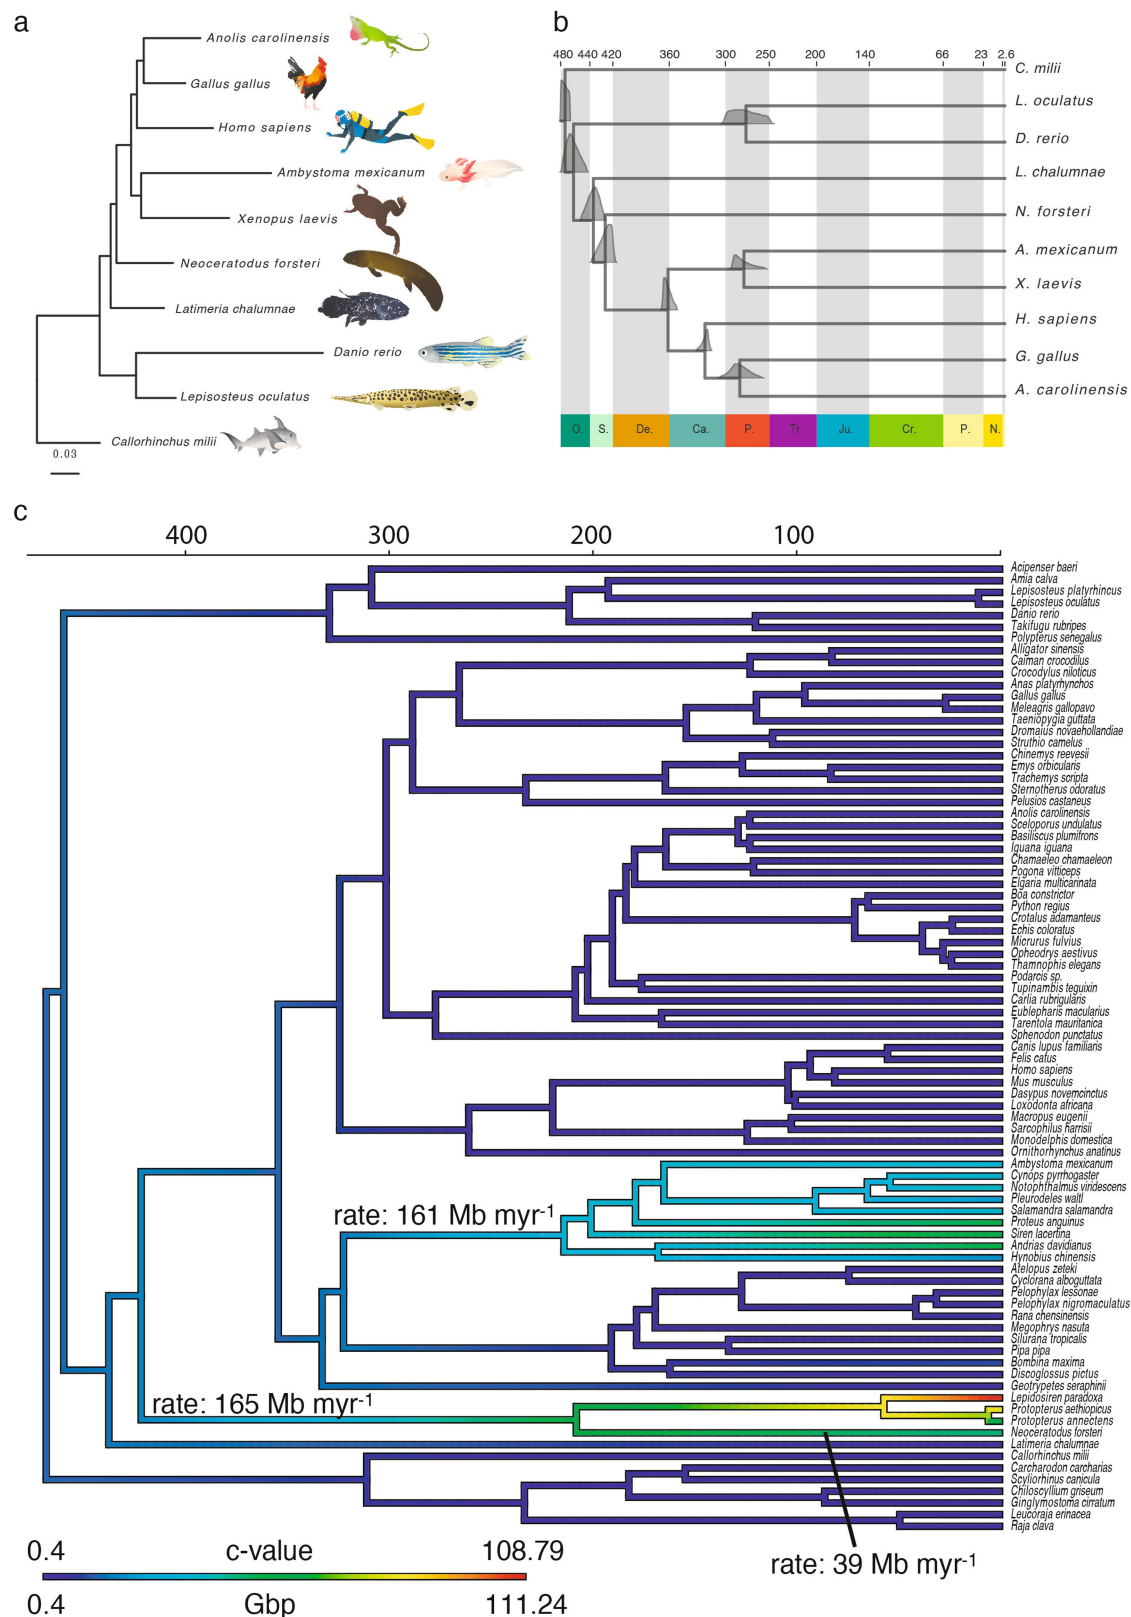 a
Anolis carolinensis
Gallus gallus
Homo sapiens
Ambystoma mexicanum
Xenopus laevis
Neoceratodus forsteri
Latimeria chalumnae
Danio rerio
Lepisosteus oculatus
Callorhinchus milii
0.03
b
480 440 420 360 300 250 200 140 66 23 2.6
C. milii
L. oculatus
D. rerio
L. chalumnae
N. forsteri
A. mexicanum
X. laevis
H. sapiens
G. gallus
A. carolinensis
O. S. De. Ca. P. Tr. Ju. Cr. P. N.
c
400 300 200 100
Acipenser baeri
Amia calva
Lepisosteus platyrhincus
Lepisosteus oculatus
Danio rerio
Takifugu rubripes
Polypterus senegalus
Alligator sinensis
Caiman crocodilus
Crocodylus niloticus
Anas platyrhynchos
Gallus gallus
Meleagris gallopavo
Taeniopygia guttata
Dromaius novaehollandiae
Struthio camelus
Chinemys reevesii
Emys orbicularis
Trachemys scripta
Sternotherus odoratus
Pelusios castaneus
Anolis carolinensis
Sceloporus undulatus
Basiliscus plumifrons
Iguana iguana
Chamaeleo chamaeleon
Pogona vitticeps
Elgaria multicarinata
Boa constrictor
Python regius
Crotalus adamanteus
Echis coloratus
Micrurus fulvius
Opheodrys aestivus
Thamnophis elegans
Podarcis sp.
Tupinambis teguixin
Carlia rubrigularis
Eublepharis macularius
Tarentola mauritanica
Sphenodon punctatus
Canis lupus familiaris
Felis catus
Homo sapiens
Mus musculus
Dasypus novemcinctus
Loxodonta africana
Macropus eugenii
Sarcophilus harrisii
Monodelphis domestica
Ornithorhynchus anatinus
Ambystoma mexicanum
Cynops pyrrhogaster
Notophthalmus viridescens
Pleurodeles waltl
Salamandra salamandra
rate: 161 Mb myr-1
Proteus anguinus
Siren lacertina
Andrias davidianus
Hynobius chinensis
Atelopus zeteki
Cyclorana alboguttata
Pelophylax lessonae
Pelophylax nigromaculatus
Rana chensinensis
Megophrys nasuta
Silurana tropicalis
Pipa pipa
Bombina maxima
Discoglossus pictus
Geotrypetes seraphinii
rate: 165 Mb myr-1
Lepidosiren paradoxa
Protopterus aethiopicus
Protopterus annectens
Neoceratodus forsteri
Latimeria chalumnae
Callorhinchus milii
Carcharodon carcharias
Scyliorhinus canicula
Chiloscyllium griseum
Ginglymostoma cirratum
Leucoraja erinacea
Raja clava
0.4 c-value 108.79
rate: 39 Mb myr-1
0.4 Gbp 111.24